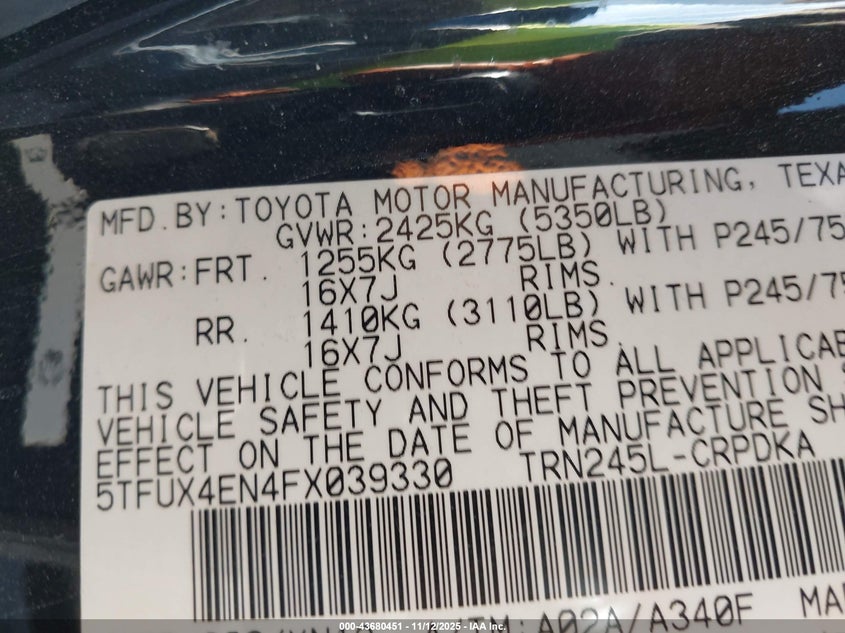 MFD. BY: TOYOTA MOTOR MANUFACTURING, TEXA
GVWR: 2425KG (5350LB)
GAWR: FRT. 1255KG (2775LB) WITH P245/75
16X7J RIMS.
RR. 1410KG (3110LB) WITH P245/75
16X7J RIMS.
THIS VEHICLE CONFORMS TO ALL APPLICAB
VEHICLE SAFETY AND THEFT PREVENTION S
EFFECT ON THE DATE OF MANUFACTURE SH
5TFUX4EN4FX039330 TRN245L-CRPDKA
A02A/A340F MA
000-43680451 - 11/12/2025 - IAA Inc.